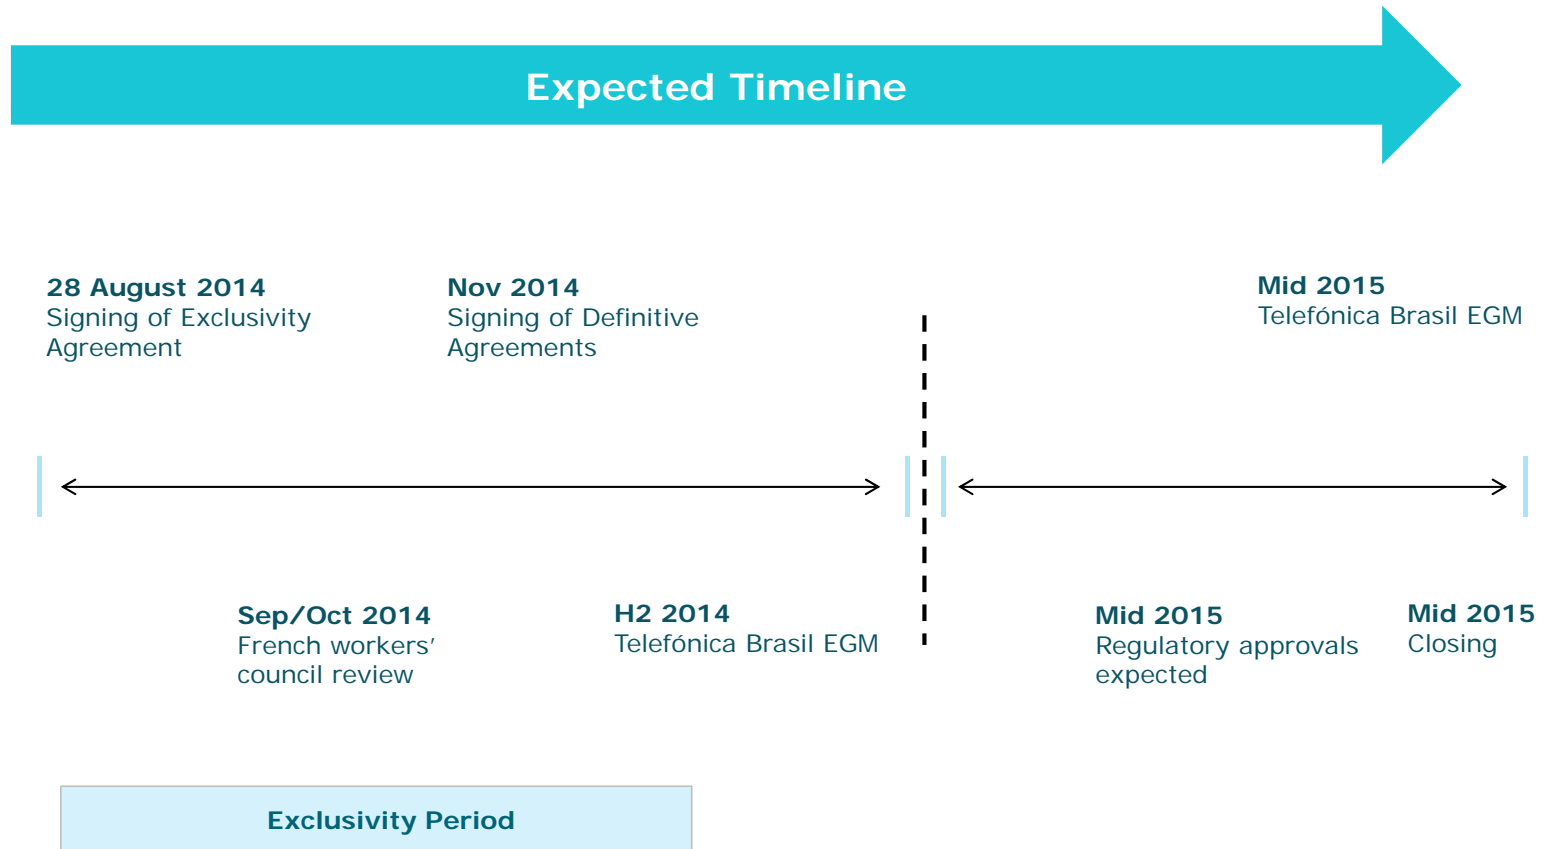 Expected Timeline
28 August 2014
Signing of Exclusivity
Agreement
Nov 2014
Signing of Definitive
Agreements
Mid 2015
Telefónica Brasil EGM
Sep/Oct 2014
French workers’
council review
H2 2014
Telefónica Brasil EGM
Mid 2015
Regulatory approvals
expected
Mid 2015
Closing
Exclusivity Period